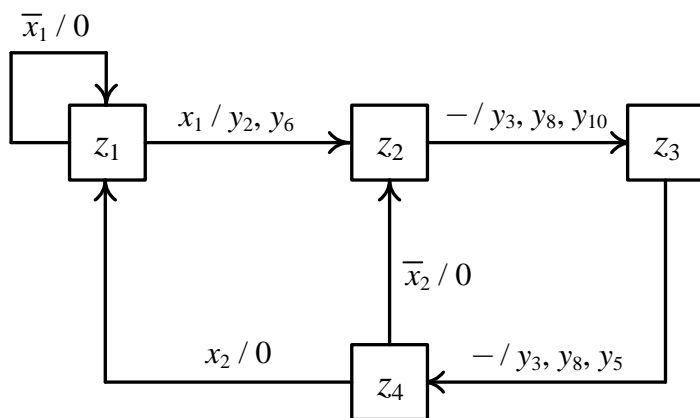 x̅₁ / 0
x₁ / y₂, y₆
− / y₃, y₈, y₁₀
z₁
z₂
z₃
x̅₂ / 0
x₂ / 0
− / y₃, y₈, y₅
z₄